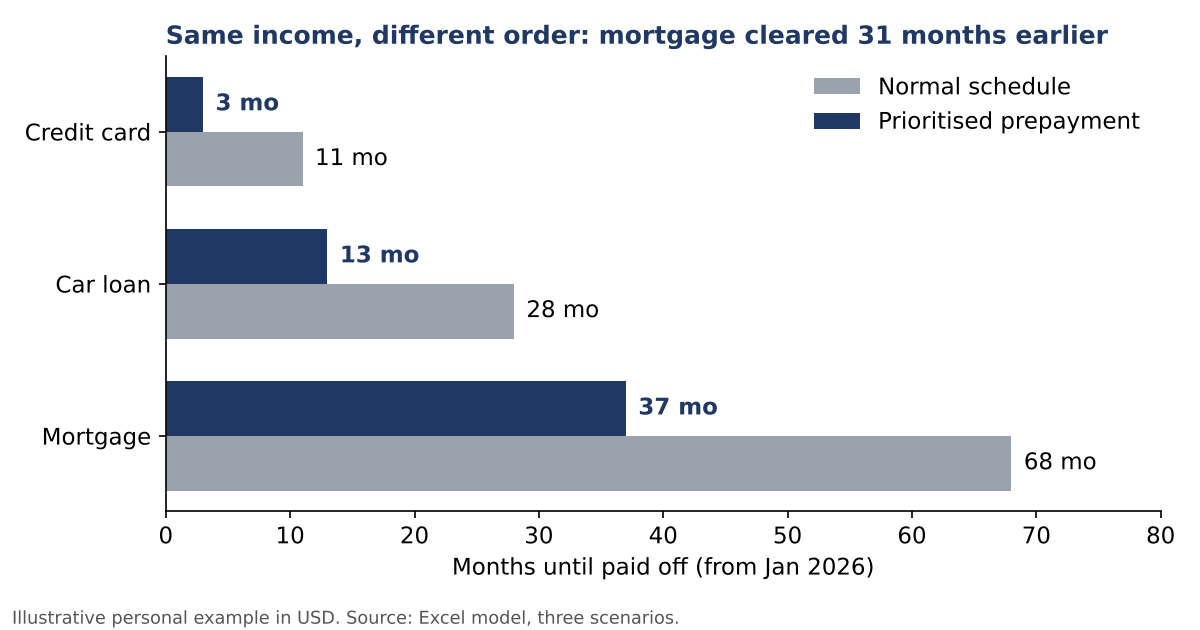 Same income, different order: mortgage cleared 31 months earlier
Normal schedule
Prioritised prepayment
Credit card
3 mo
11 mo
Car loan
13 mo
28 mo
Mortgage
37 mo
68 mo
0 10 20 30 40 50 60 70 80
Months until paid off (from Jan 2026)
Illustrative personal example in USD. Source: Excel model, three scenarios.